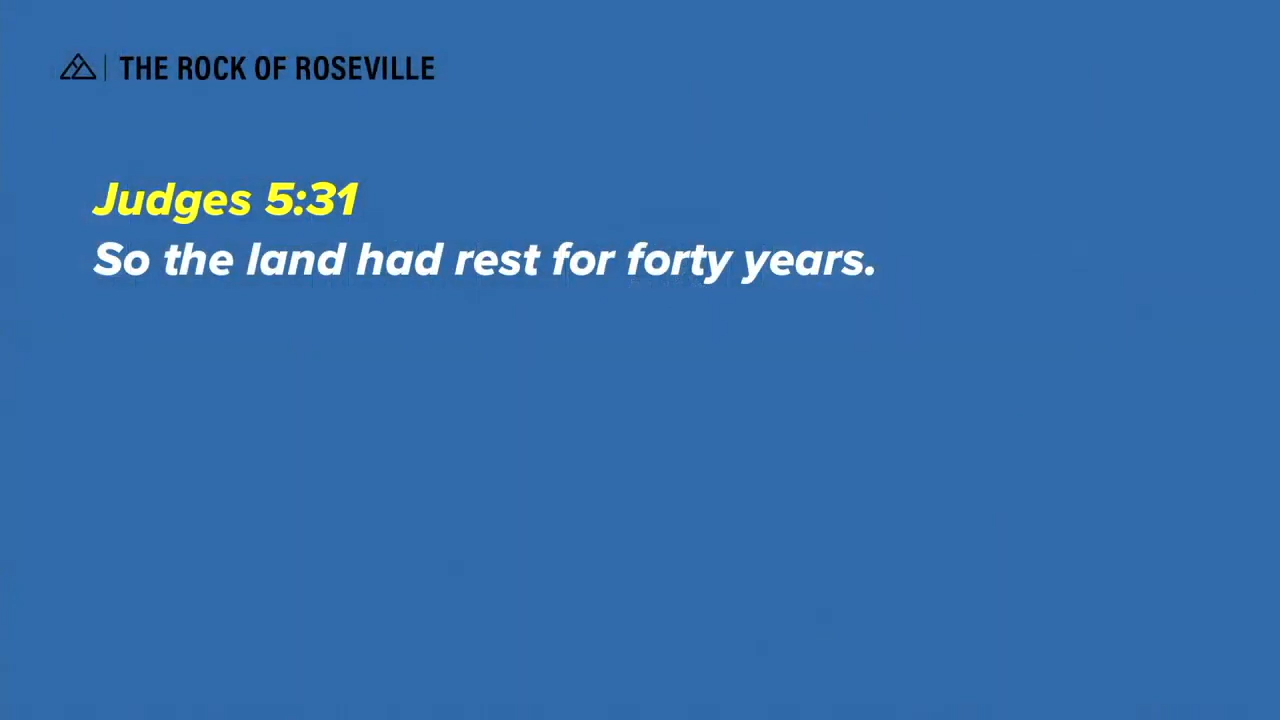 THE ROCK OF ROSEVILLE
Judges 5:31
So the land had rest for forty years.